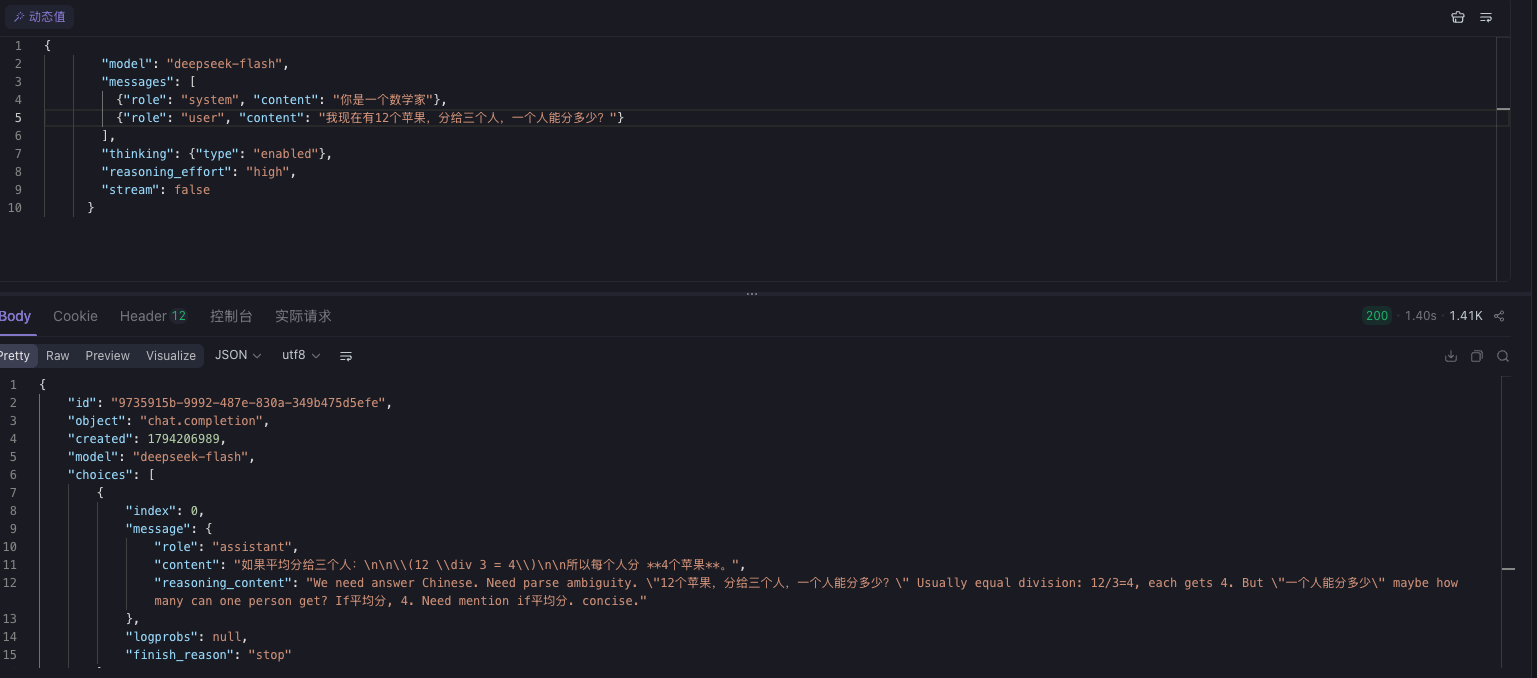 动态值
1 {
2 "model": "deepseek-flash",
3 "messages": [
4 {"role": "system", "content": "你是一个数学家"},
5 {"role": "user", "content": "我现在有12个苹果，分给三个人，一个人能分多少？"}
6 ],
7 "thinking": {"type": "enabled"},
8 "reasoning_effort": "high",
9 "stream": false
10 }
Body Cookie Header 12 控制台 实际请求 200 · 1.40s · 1.41K
Pretty Raw Preview Visualize JSON utf8
1 {
2 "id": "9735915b-9992-487e-830a-349b475d5efe",
3 "object": "chat.completion",
4 "created": 1794206989,
5 "model": "deepseek-flash",
6 "choices": [
7 {
8 "index": 0,
9 "message": {
10 "role": "assistant",
11 "content": "如果平均分给三个人：\n\n\\(12 \\div 3 = 4\\)\n\n所以每个人分 **4个苹果**。",
12 "reasoning_content": "We need answer Chinese. Need parse ambiguity. \"12个苹果，分给三个人，一个人能分多少？\" Usually equal division: 12/3=4, each gets 4. But \"一个人能分多少\" maybe how
many can one person get? If平均分, 4. Need mention if平均分. concise."
13 },
14 "logprobs": null,
15 "finish_reason": "stop"